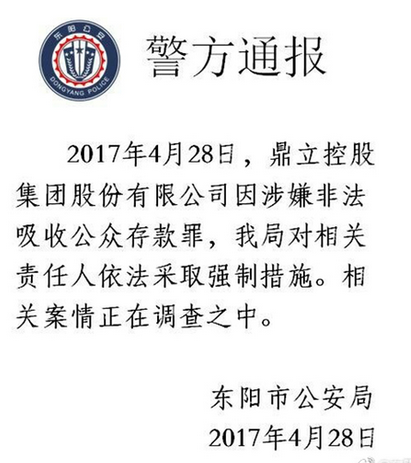 东阳公安
DONGYANG POLICE
警方通报
2017年4月28日，鼎立控股
集团股份有限公司因涉嫌非法
吸收公众存款罪，我局对相关
责任人依法采取强制措施。相
关案情正在调查之中。
东阳市公安局
2017年4月28日